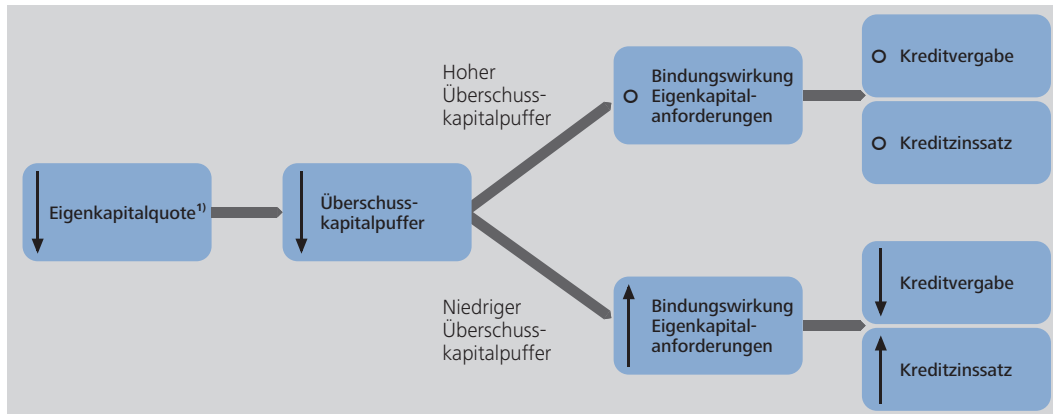 Eigenkapitalquote¹⁾
Überschuss-
kapitalpuffer
Hoher
Überschuss-
kapitalpuffer
Bindungswirkung
Eigenkapital-
anforderungen
Kreditvergabe
Kreditzinssatz
Niedriger
Überschuss-
kapitalpuffer
Bindungswirkung
Eigenkapital-
anforderungen
Kreditvergabe
Kreditzinssatz